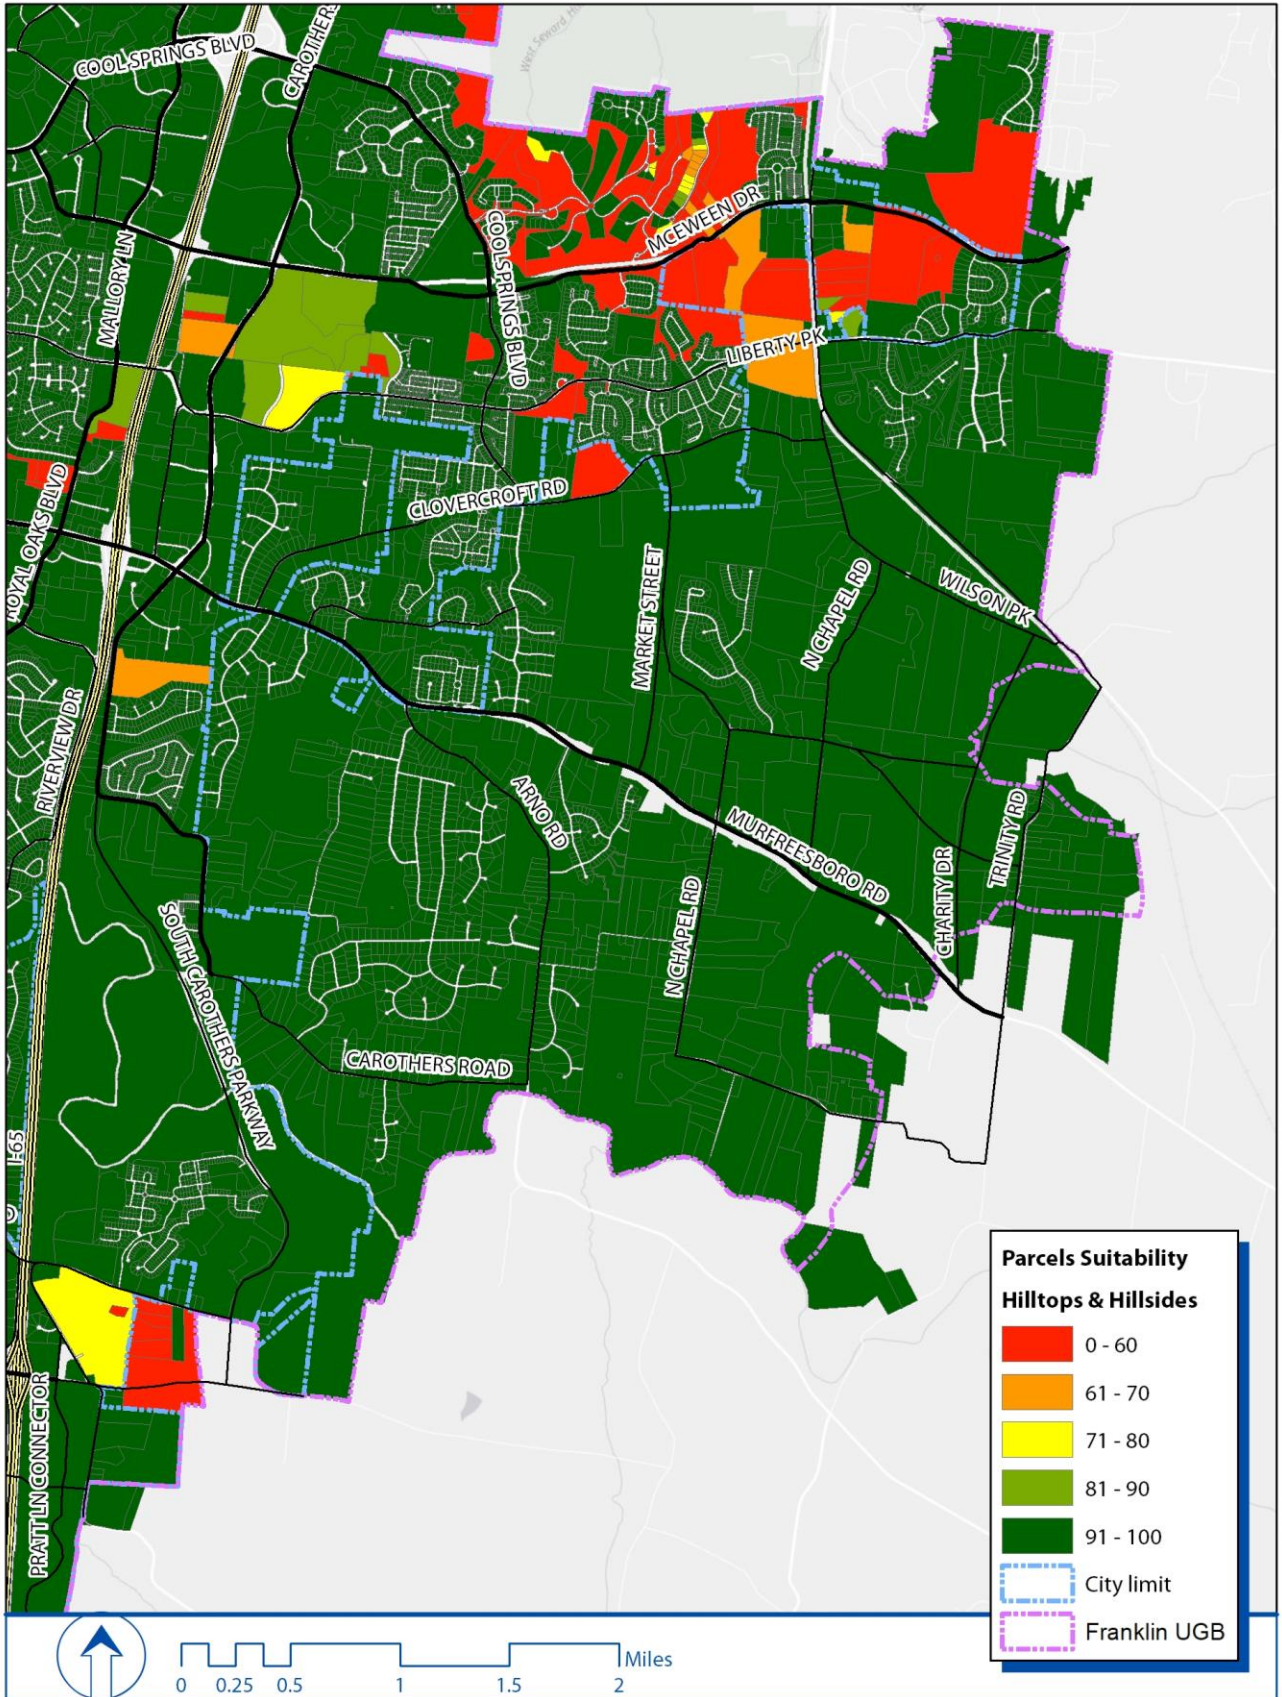 West Seward H
COOL SPRINGS BLVD
CAROTHERS
MALLORY LN
COOLSPRINGS BLVD
MCEWEEN DR
LIBERTY PK
ROYAL OAKS BLVD
CLOVERCROFT RD
MARKET STREET
N CHAPEL RD
WILSON PK
RIVERVIEW DR
ARNO RD
MURFREESBORO RD
TRINITY RD
CHARITY DR
N CHAPEL RD
SOUTH CAROTHERS PARKWAY
CAROTHERS ROAD
I-65
PRATT LN CONNECTOR
Parcels Suitability
Hilltops & Hillsides
0 - 60
61 - 70
71 - 80
81 - 90
91 - 100
City limit
Franklin UGB
Miles
0 0.25 0.5 1 1.5 2